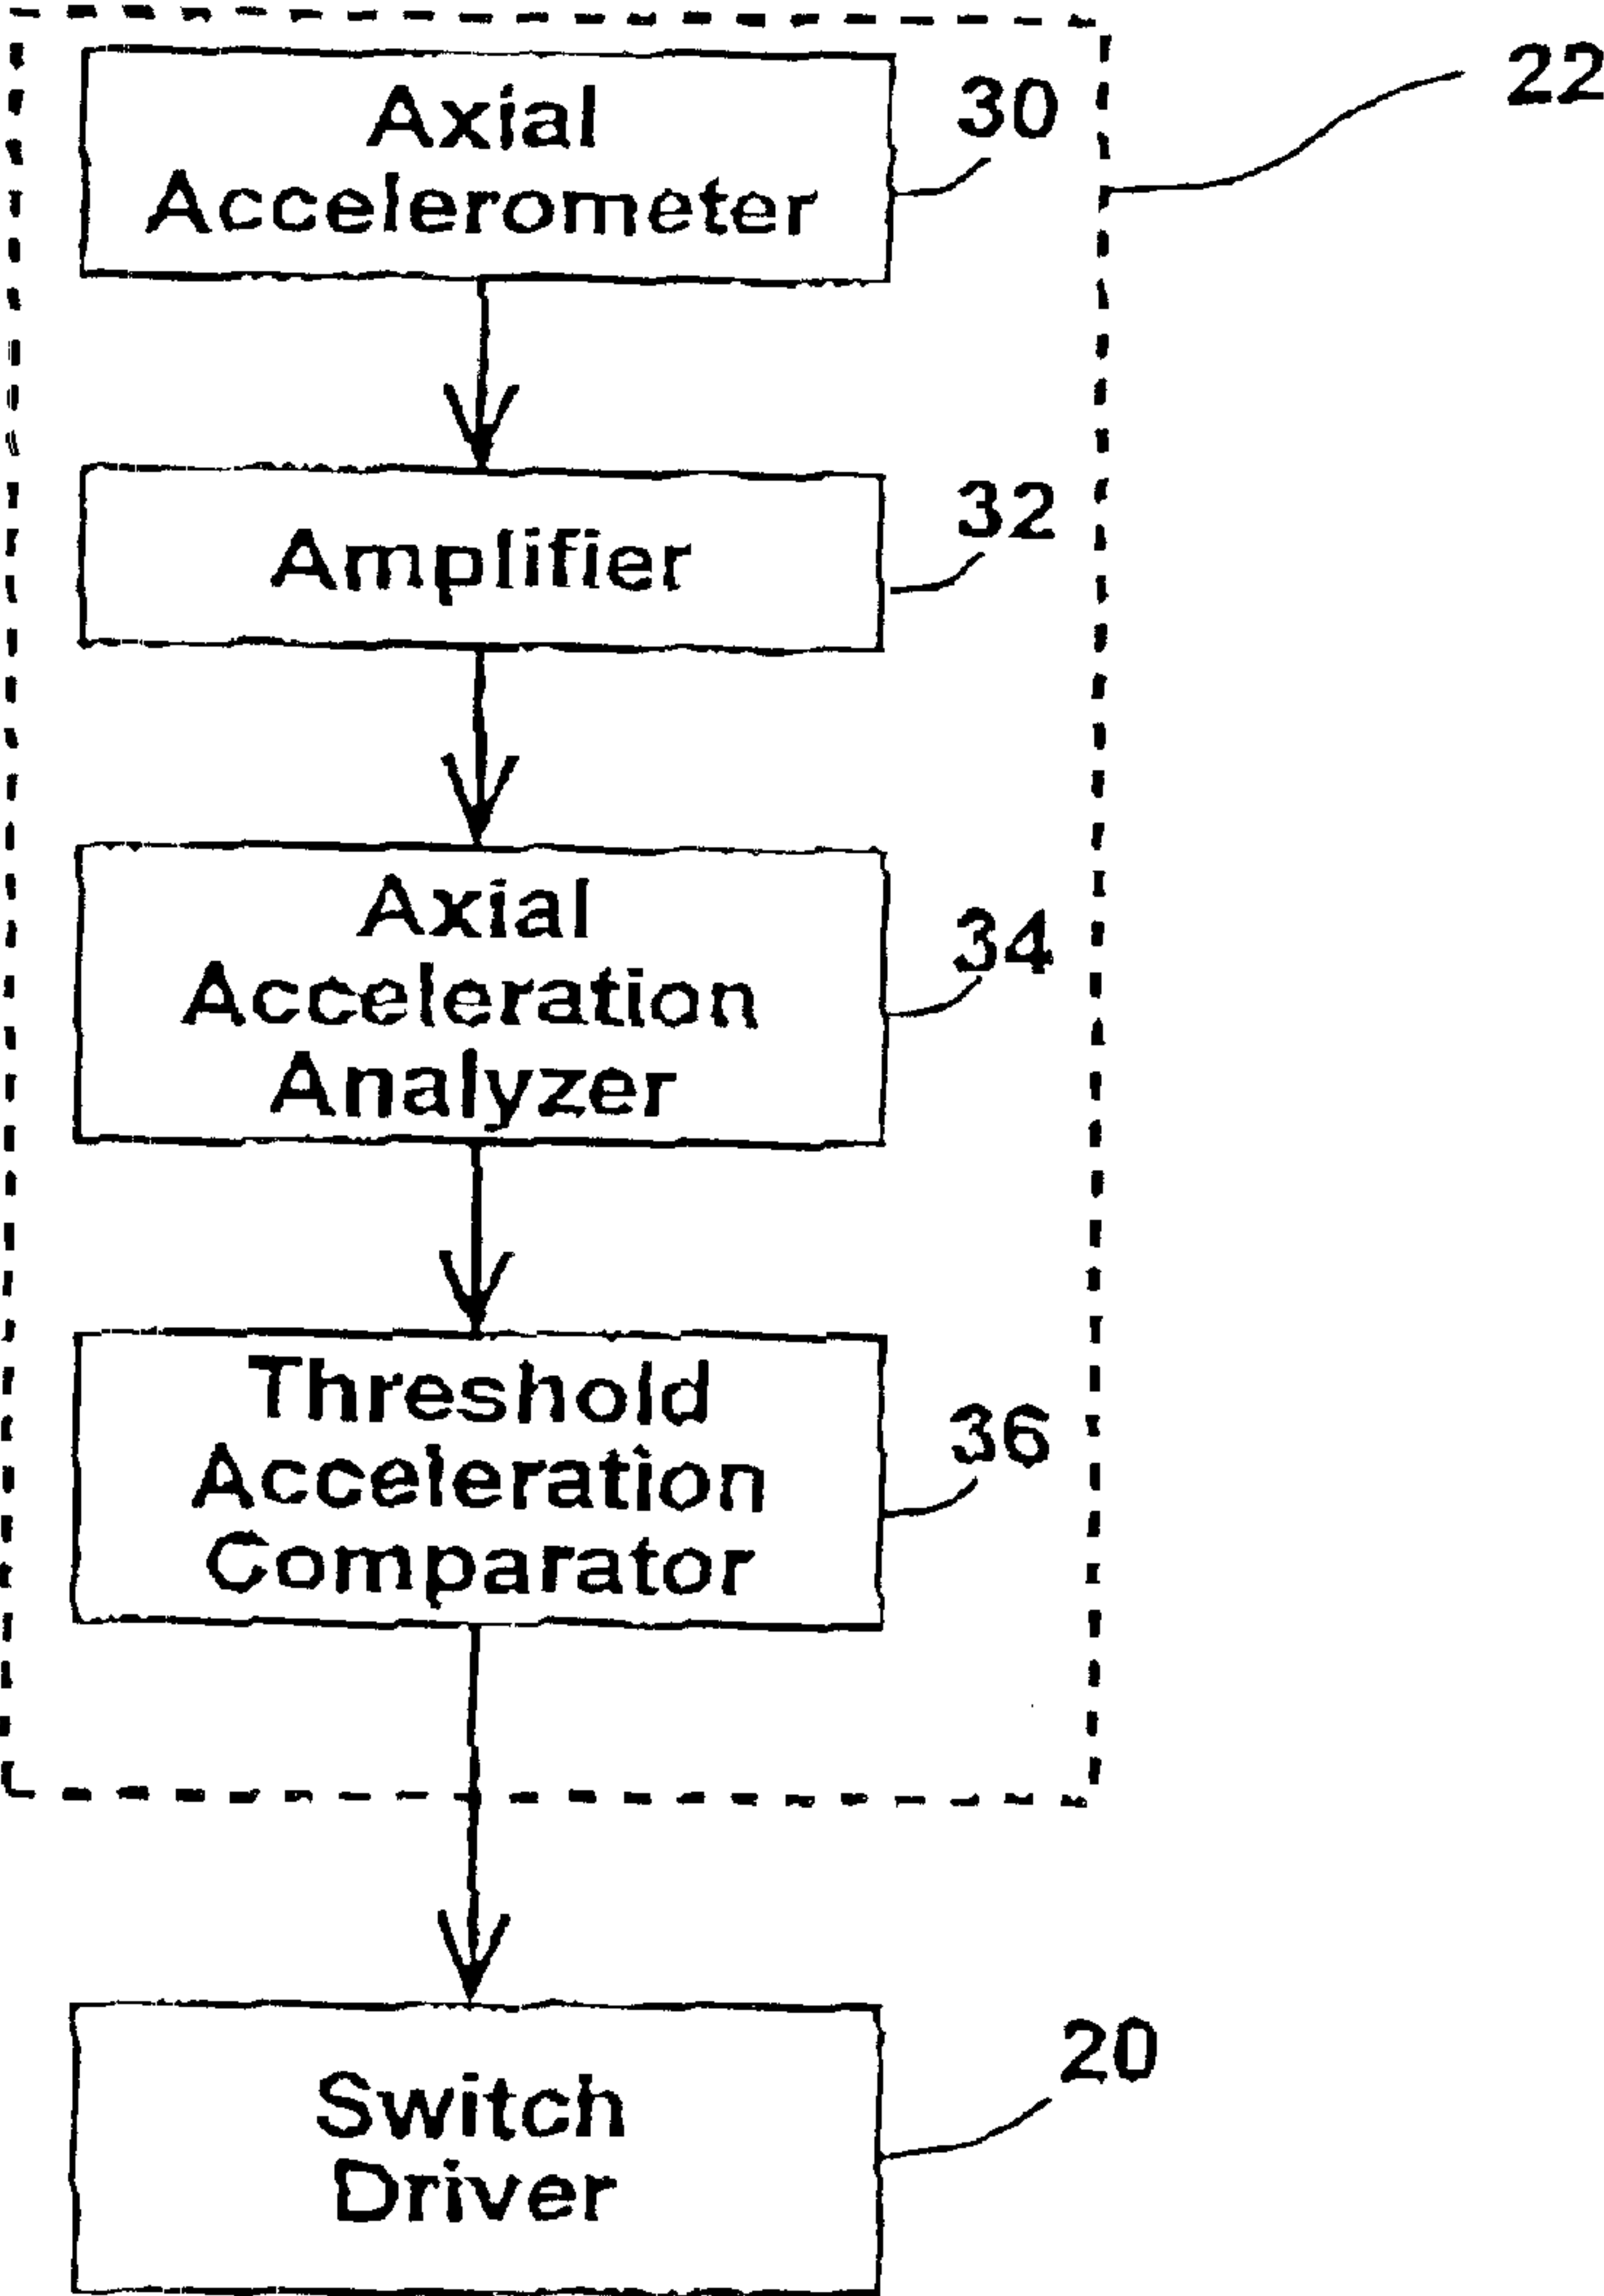 22
Axial
Accelerometer
30
Amplifier
32
Axial
Acceleration
Analyzer
34
Threshold
Acceleration
Comparator
36
Switch
Driver
20